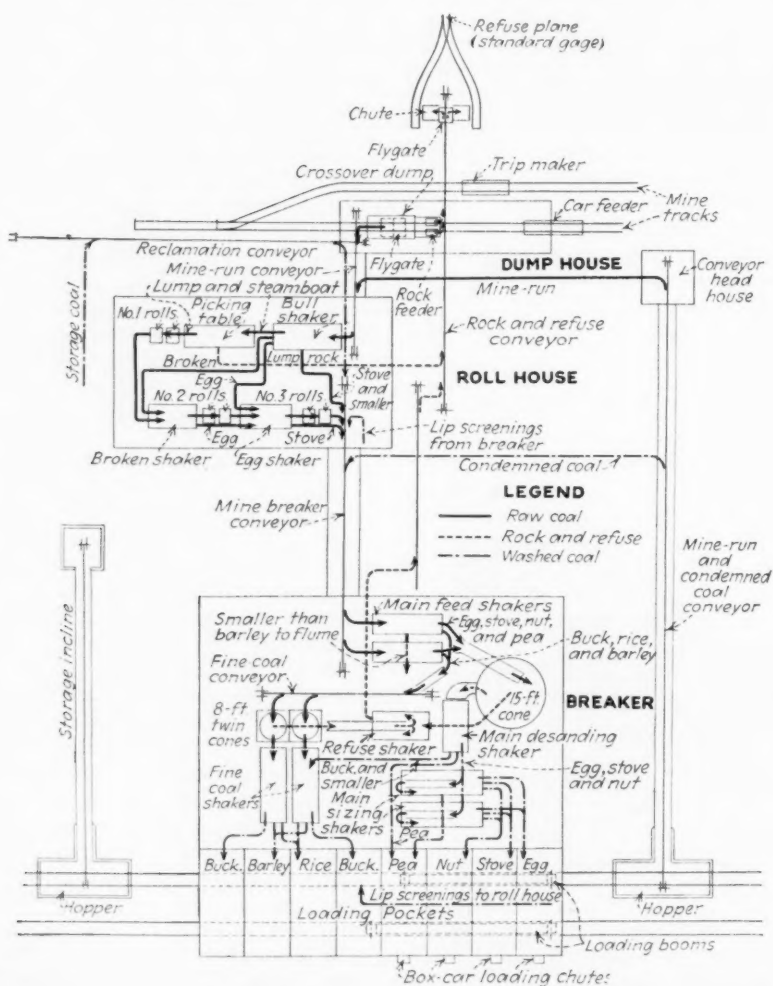 Refuse plane
(standard gage)
Chute
Flygate
Crossover dump
Trip maker
Mine
tracks
Car feeder
Reclamation conveyor
Mine-run conveyor
Lump and steamboat
Flygate
DUMP HOUSE
Conveyor
head
house
Storage coal
No.1 rolls
Picking
table
Bull
shaker
Rock
feeder
Mine-run
Rock and refuse
conveyor
Broken
Lump rock
Egg
Stove
and
smaller
ROLL HOUSE
No. 2 rolls
No. 3 rolls
Egg
Stove
Lip screenings
from breaker
Broken shaker
Egg shaker
Condemned coal
Mine breaker
conveyor
LEGEND
Raw coal
Rock and refuse
Washed coal
Mine-run
and
condemned
coal
conveyor
Storage incline
Smaller than
barley to flume
Main feed shakers
Egg, stove, nut,
and pea
Buck, rice,
and barley
Fine coal
conveyor
15-ft.
cone
BREAKER
8-ft.
twin
cones
Refuse shaker
Main desanding
shaker
Fine
coal
shakers
Buck, and
smaller
Main
sizing
shakers
Egg, stove
and nut
Pea
Buck. Barley Rice Buck. Pea Nut Stove Egg
Hopper
Lip screenings to roll house
Hopper
Loading Pockets
Loading booms
Box-car loading chutes